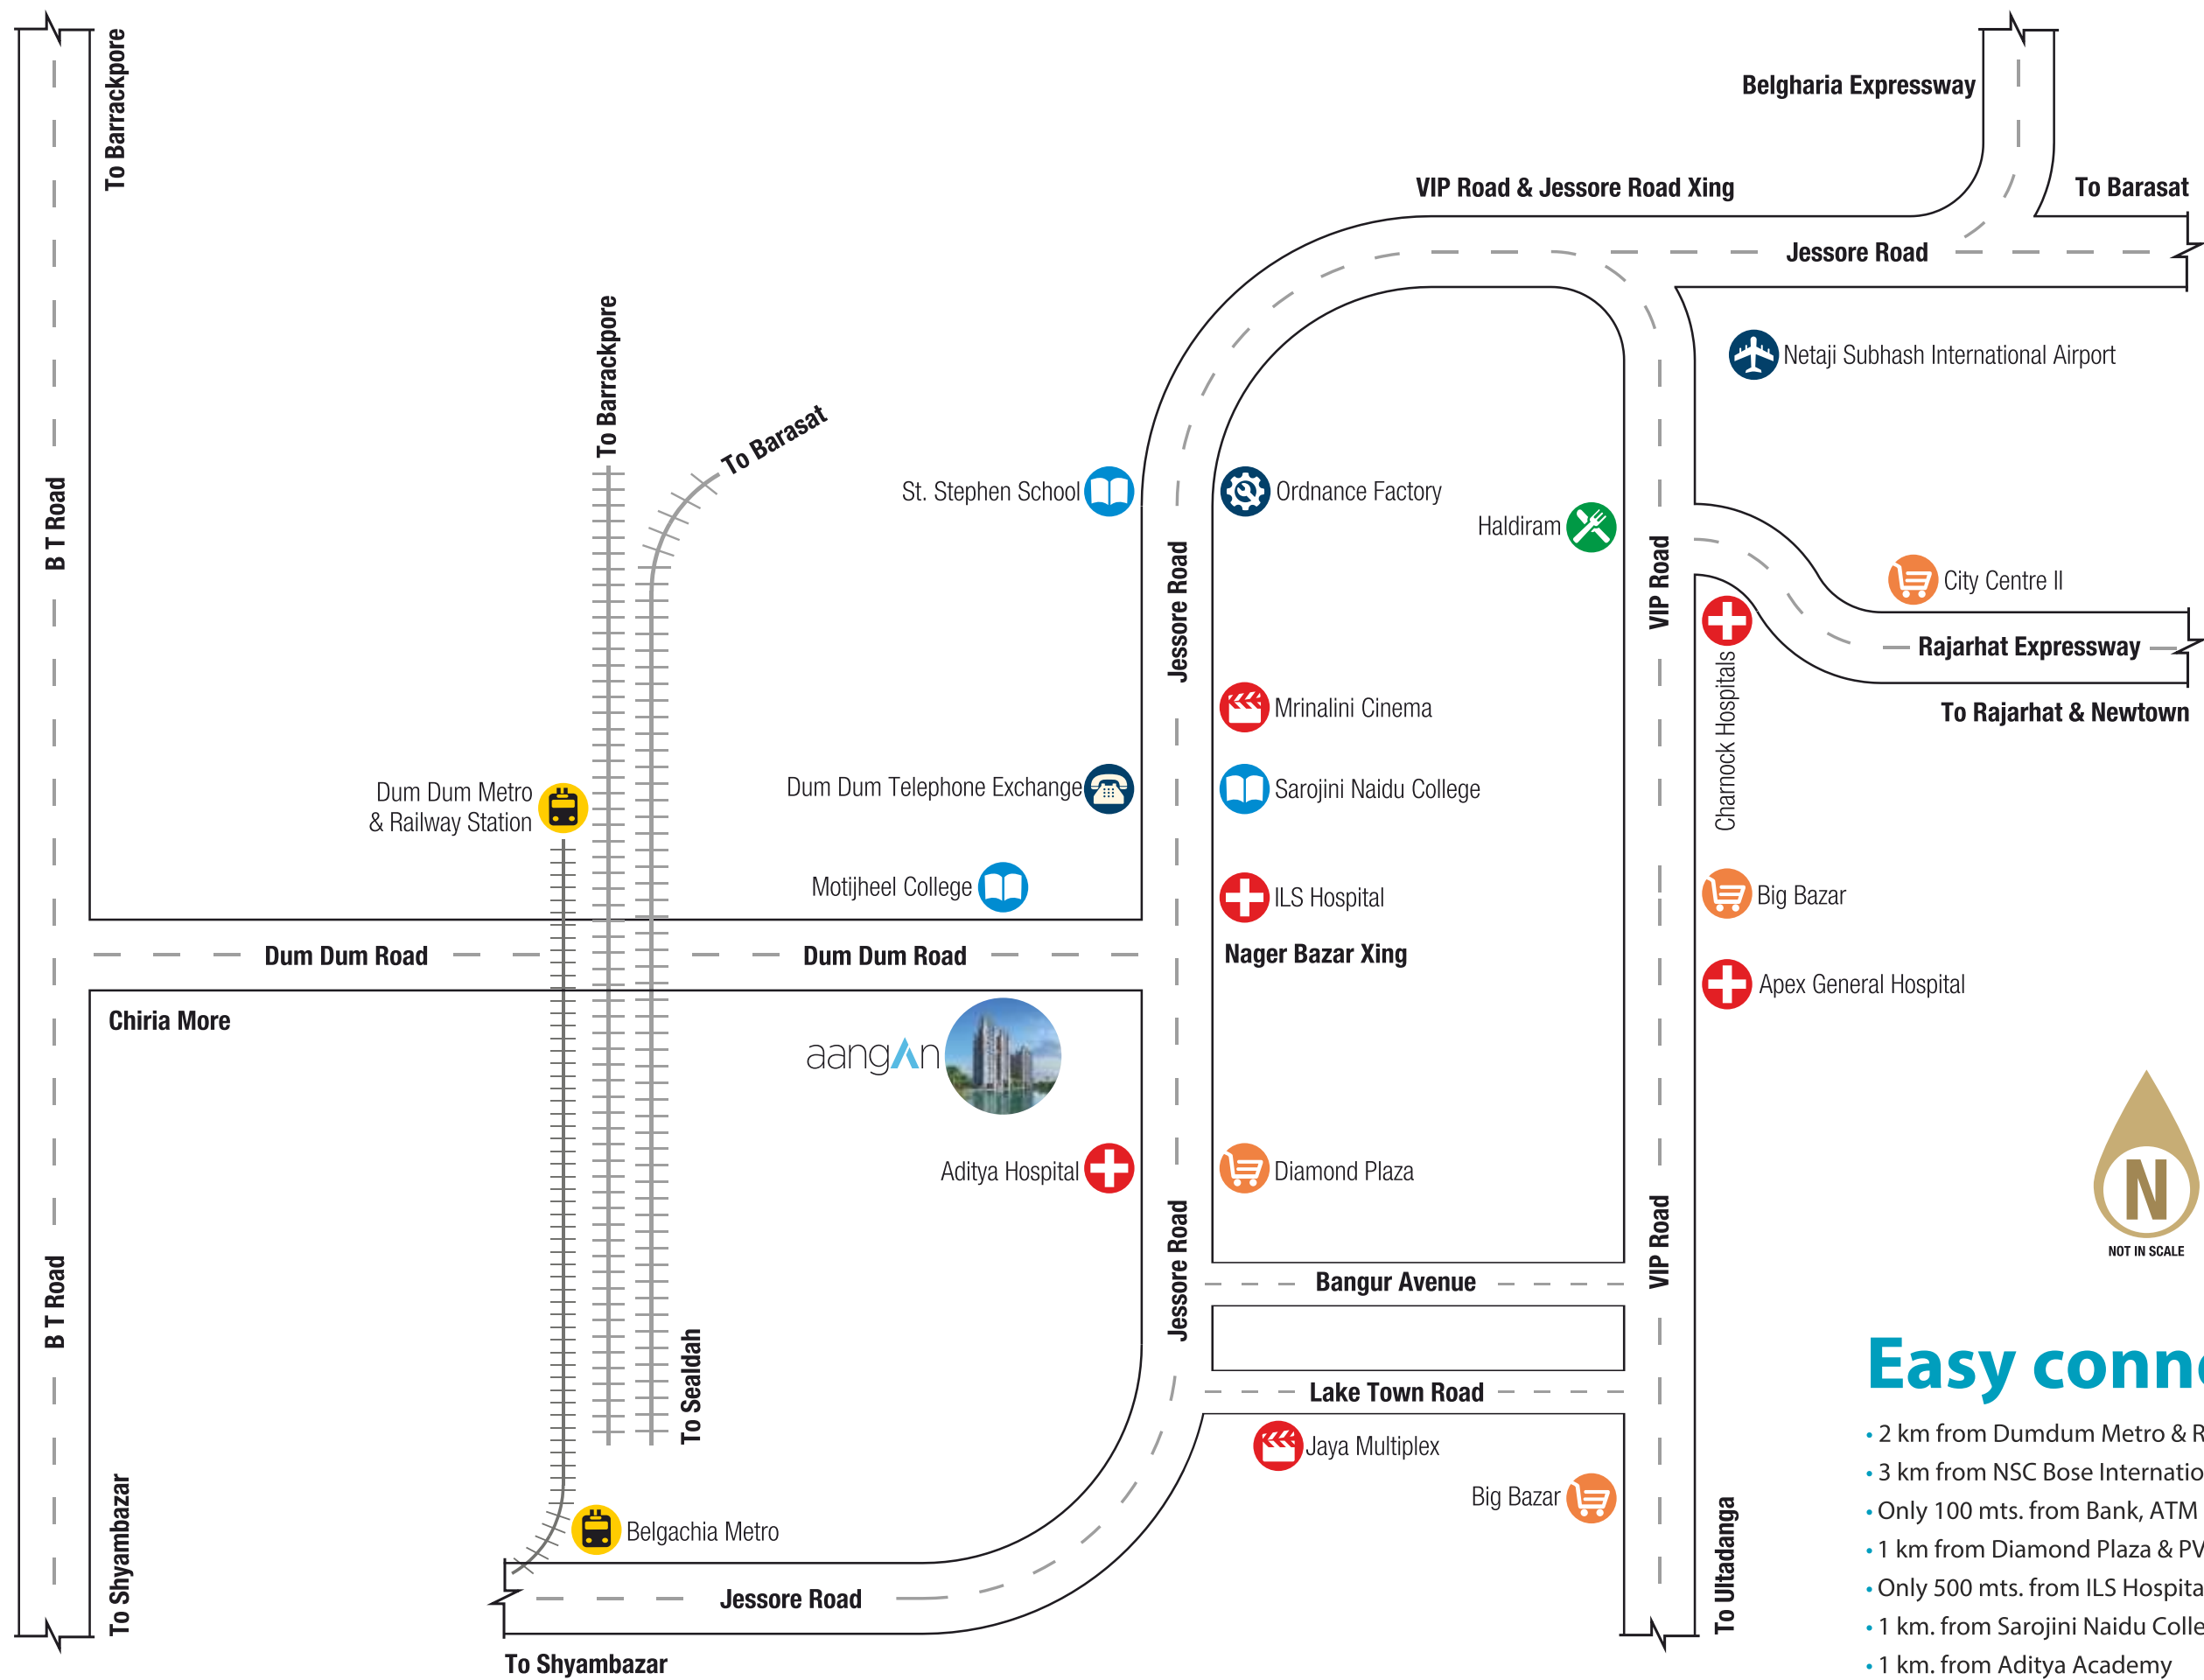 To Barrackpore
Belgharia Expressway
VIP Road & Jessore Road Xing
To Barasat
Jessore Road
To Barrackpore
To Barasat
Netaji Subhash International Airport
B T Road
St. Stephen School
Ordnance Factory
Haldiram
Jessore Road
VIP Road
City Centre II
Rajarhat Expressway
To Rajarhat & Newtown
Charnock Hospitals
Mrinalini Cinema
Dum Dum Metro
& Railway Station
Dum Dum Telephone Exchange
Sarojini Naidu College
Motijheel College
ILS Hospital
Big Bazar
Dum Dum Road
Dum Dum Road
Nager Bazar Xing
Apex General Hospital
Chiria More
aangan
Aditya Hospital
Diamond Plaza
N
NOT IN SCALE
B T Road
Jessore Road
VIP Road
Bangur Avenue
Lake Town Road
To Sealdah
Jaya Multiplex
Big Bazar
Belgachia Metro
To Shyambazar
Jessore Road
To Shyambazar
To Ultadanga
Easy conne
• 2 km from Dumdum Metro & R
• 3 km from NSC Bose Internatio
• Only 100 mts. from Bank, ATM
• 1 km from Diamond Plaza & PV
• Only 500 mts. from ILS Hospita
• 1 km. from Sarojini Naidu Colle
• 1 km. from Aditya Academy